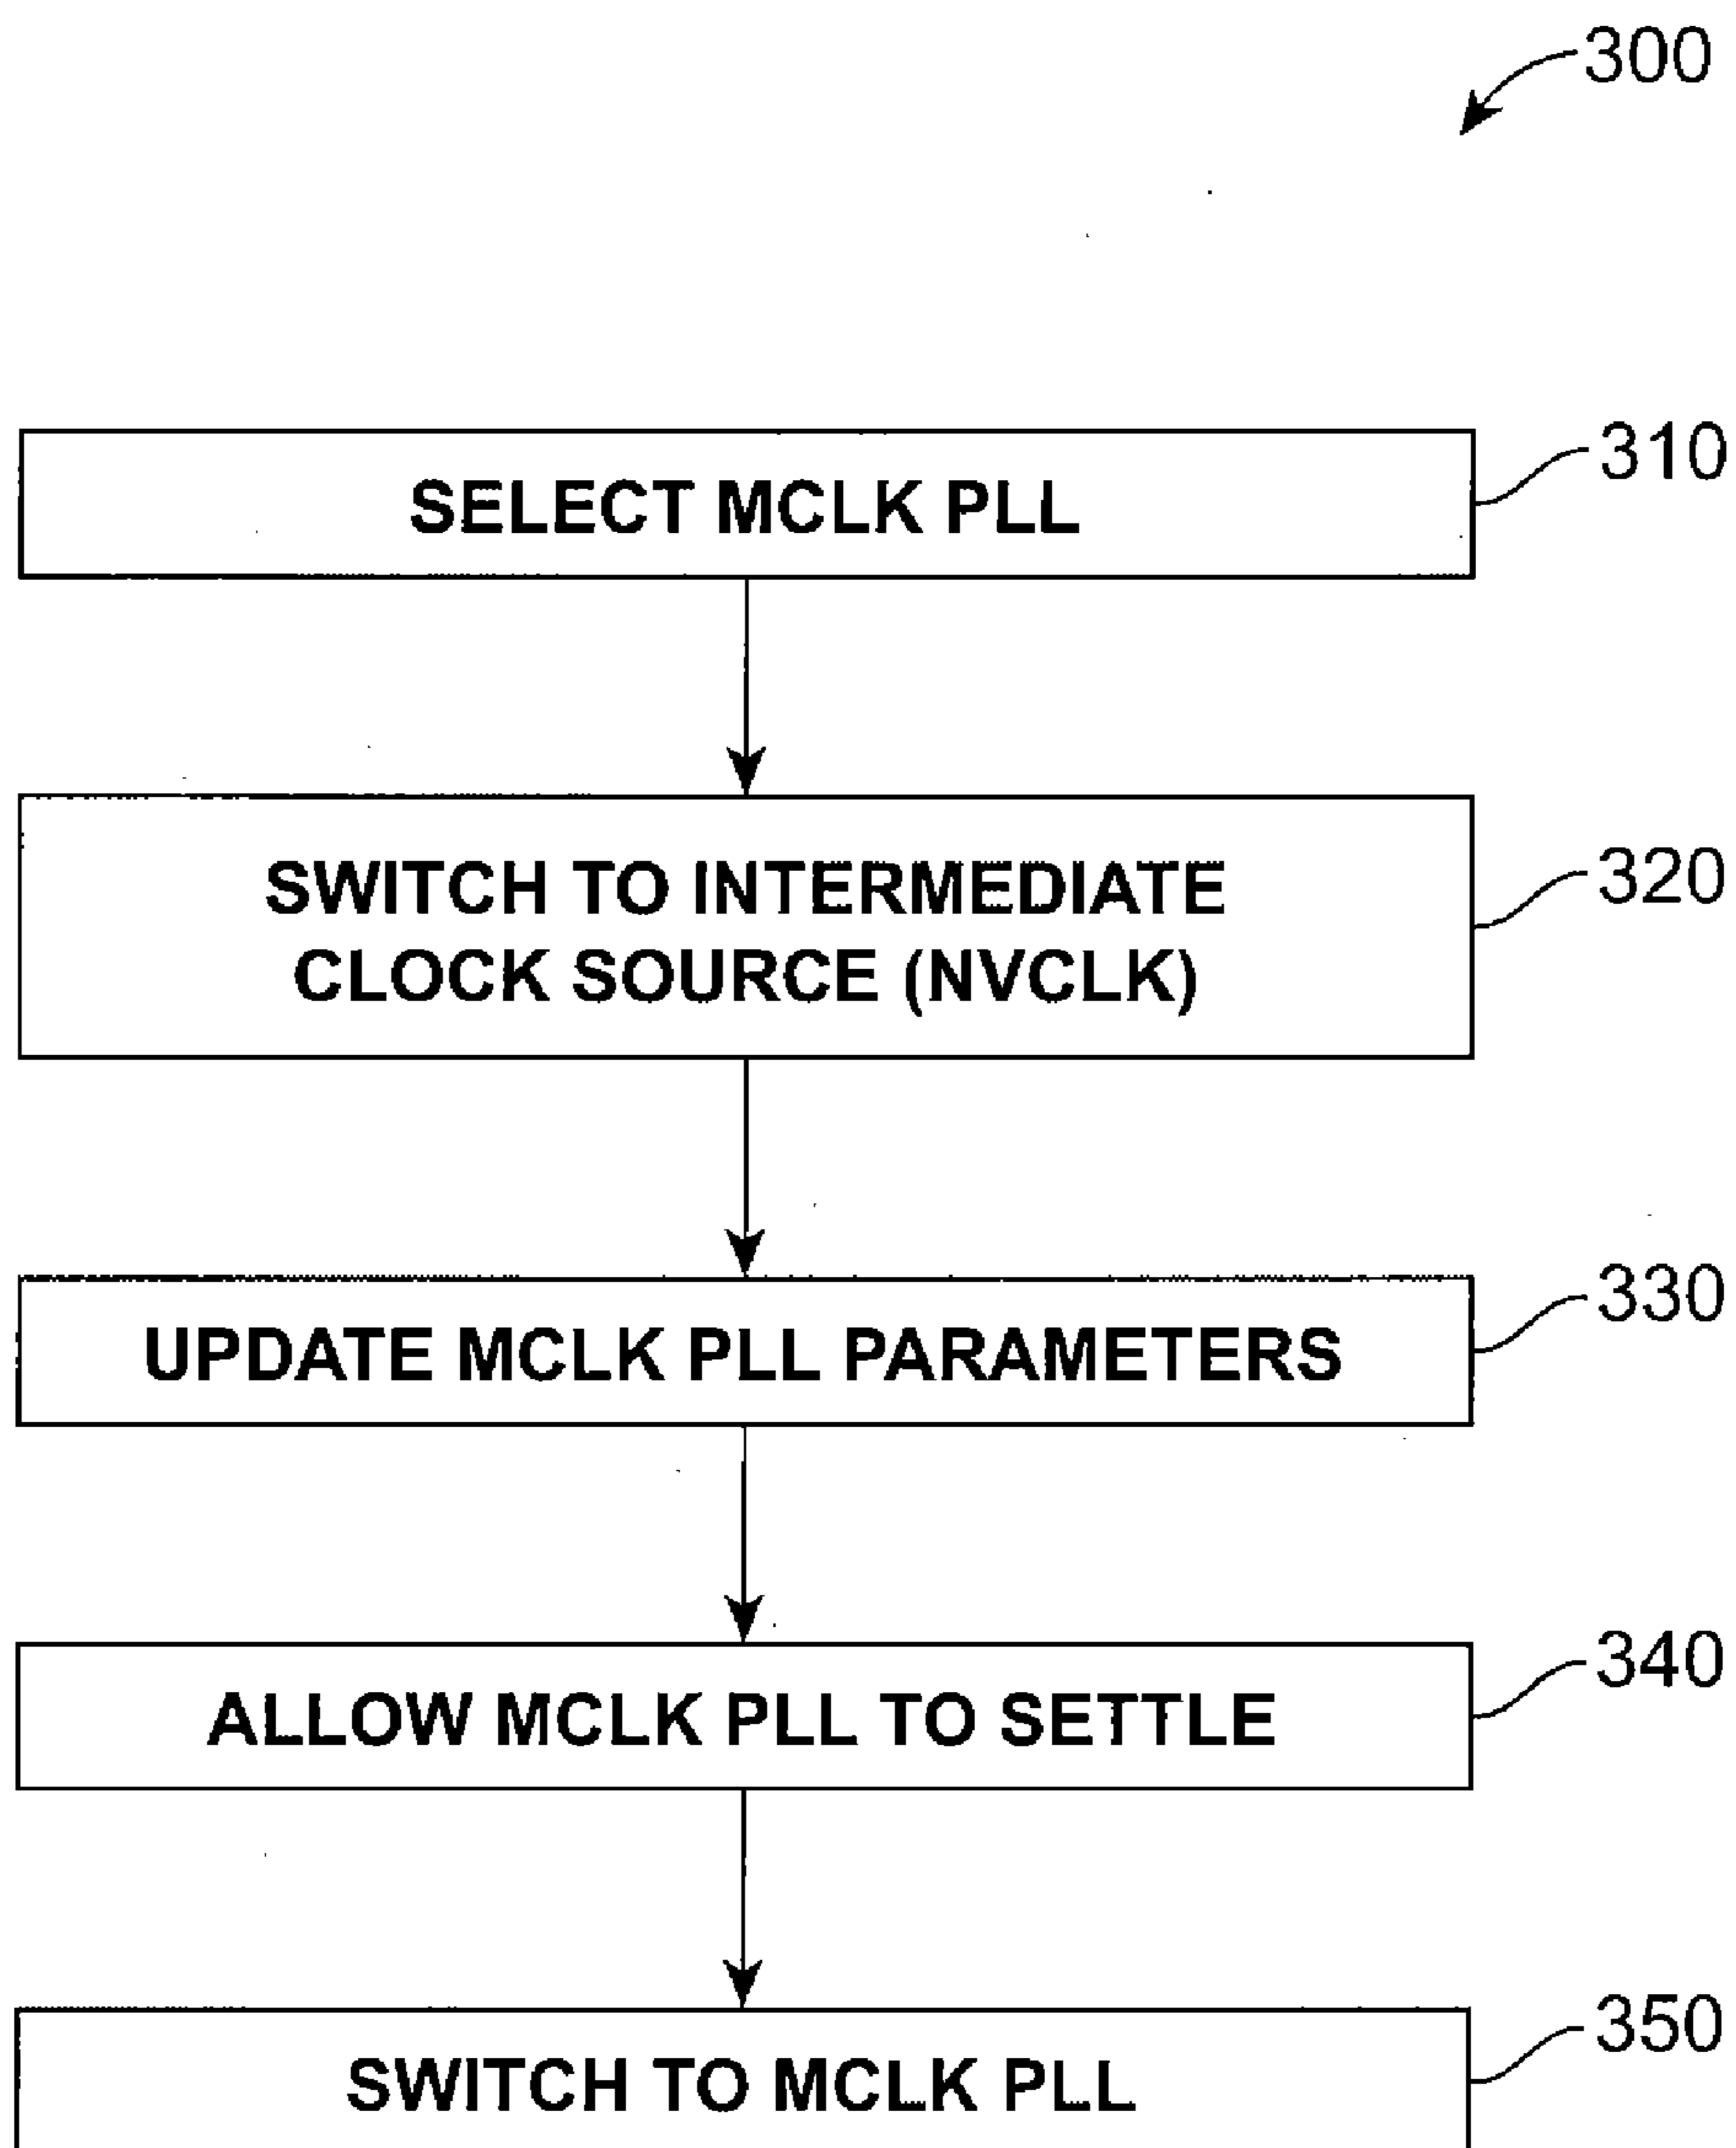 300
310
SELECT MCLK PLL
320
SWITCH TO INTERMEDIATE
CLOCK SOURCE (NVCLK)
330
UPDATE MCLK PLL PARAMETERS
340
ALLOW MCLK PLL TO SETTLE
350
SWITCH TO MCLK PLL